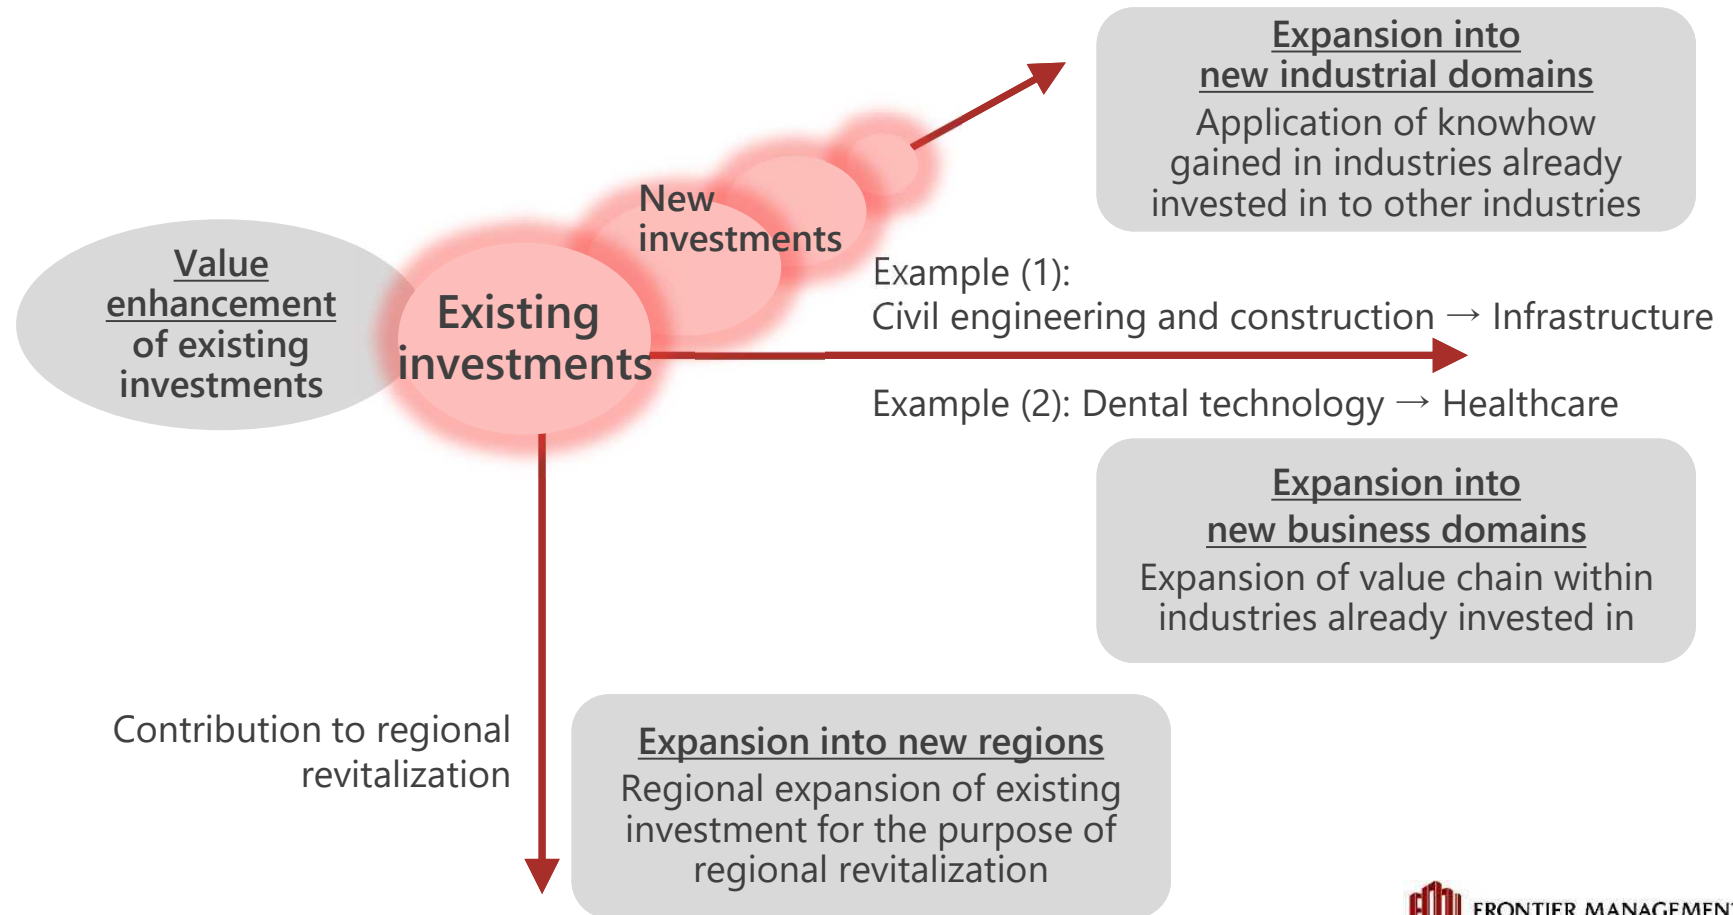 Expansion into
new industrial domains
Application of knowhow
gained in industries already
invested in to other industries
New
investments
Value
enhancement
of existing
investments
Existing
investments
Example (1):
Civil engineering and construction → Infrastructure
Example (2): Dental technology → Healthcare
Expansion into
new business domains
Expansion of value chain within
industries already invested in
Contribution to regional
revitalization
Expansion into new regions
Regional expansion of existing
investment for the purpose of
regional revitalization
FRONTIER MANAGEMENT